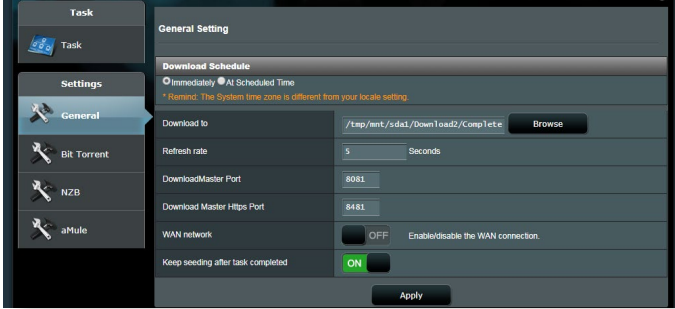 Task
Task
Settings
General
Bit Torrent
NZB
aMule
General Setting
Download Schedule
Immediately At Scheduled Time
* Remind: The System time zone is different from your locale setting.
Download to /tmp/mnt/sda1/Download2/Complete Browse
Refresh rate 5 Seconds
DownloadMaster Port 8081
Download Master Https Port 8481
WAN network OFF Enable/disable the WAN connection.
Keep seeding after task completed ON
Apply